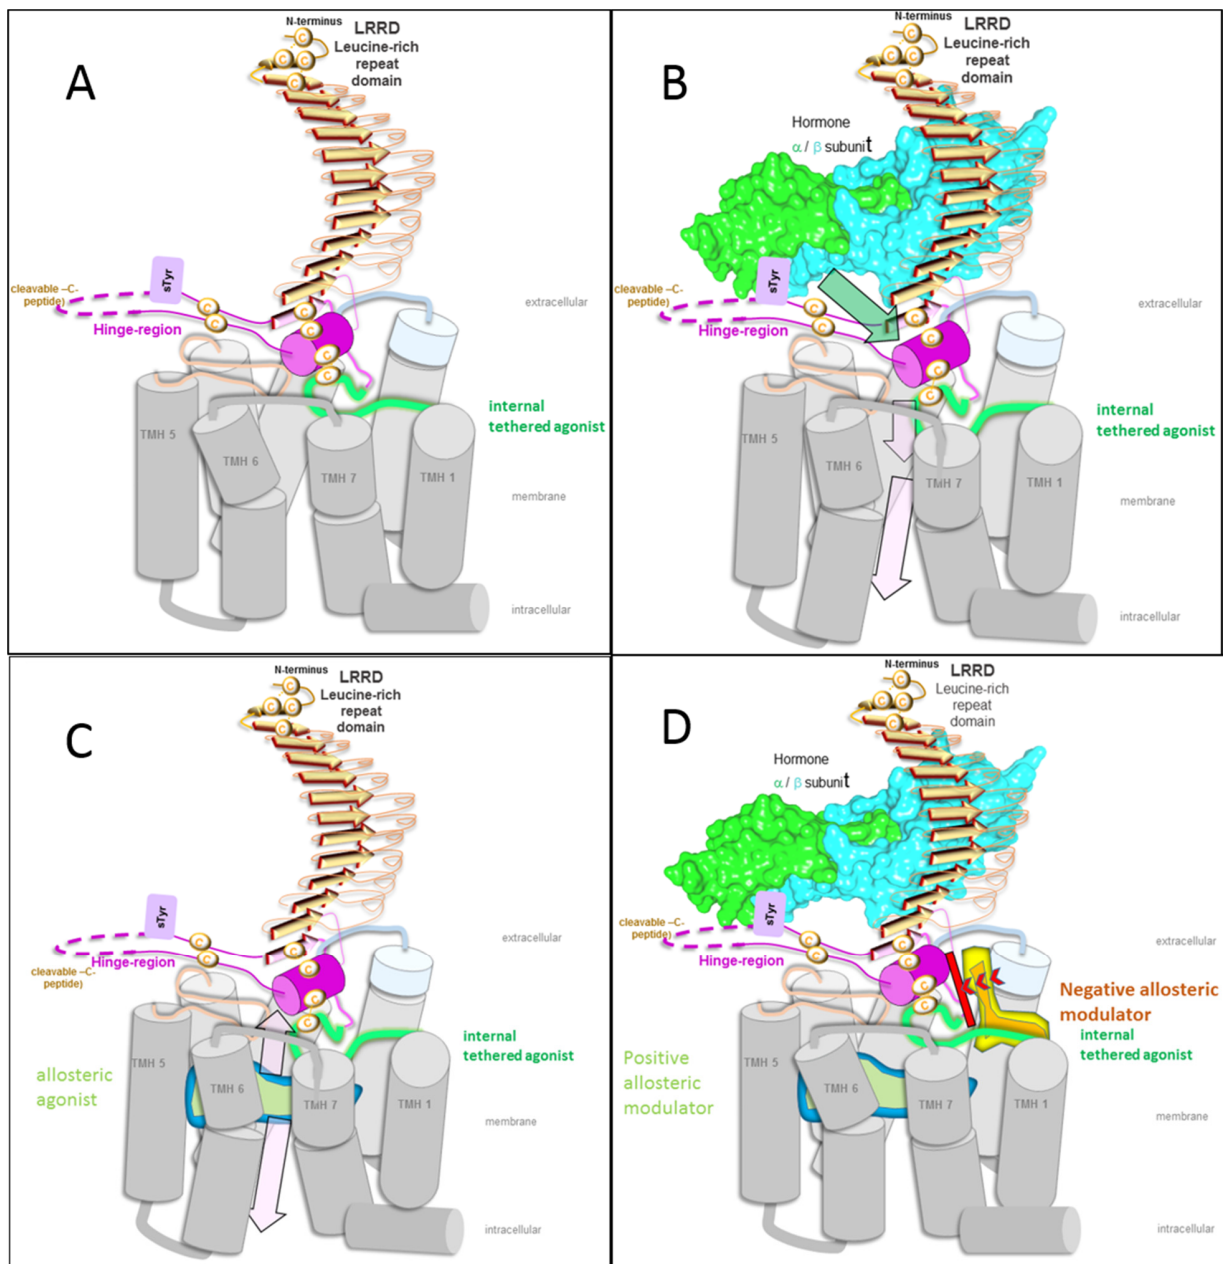 A
N-terminus
LRRD
Leucine-rich
repeat
domain
C
C
C
C
sTyr
cleavable –C-
peptide)
C
C
Hinge-region
C
C
C
C
extracellular
internal
tethered agonist
TMH 5
TMH 6
TMH 7
TMH 1
membrane
intracellular
B
N-terminus
LRRD
Leucine-rich
repeat
domain
C
C
C
C
Hormone
α / β subunit
sTyr
cleavable –C-
peptide)
C
C
Hinge-region
C
C
C
C
extracellular
internal
tethered agonist
TMH 5
TMH 6
TMH 7
TMH 1
membrane
intracellular
C
N-terminus
LRRD
Leucine-rich
repeat
domain
C
C
C
C
sTyr
Hinge-region
cleavable –C-
peptide)
C
C
C
C
C
C
extracellular
internal
tethered agonist
allosteric
agonist
TMH 5
TMH 6
TMH 7
TMH 1
membrane
intracellular
D
N-terminus
LRRD
Leucine-rich
repeat
domain
C
C
C
C
Hormone
α / β subunit
sTyr
cleavable –C-
peptide)
C
C
Hinge-region
C
C
C
C
extracellular
Negative allosteric
modulator
internal
tethered agonist
Positive
allosteric
modulator
TMH 5
TMH 6
TMH 7
TMH 1
membrane
intracellular